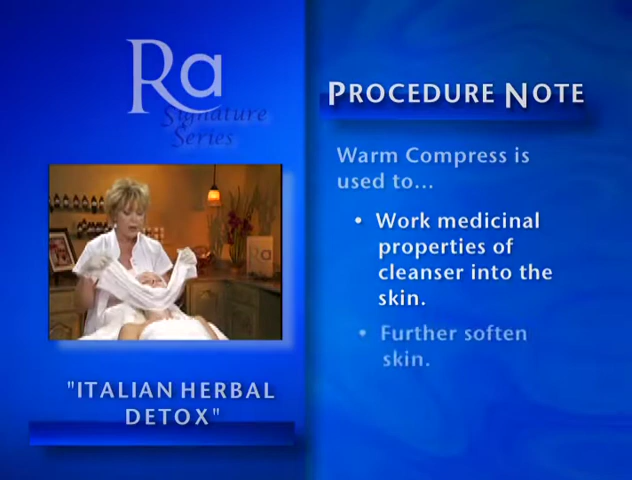 Ra
Signature
Series
PROCEDURE NOTE
Warm Compress is
used to...
• Work medicinal
properties of
cleanser into the
skin.
• Further soften
skin.
Ra
"ITALIAN HERBAL
DETOX"